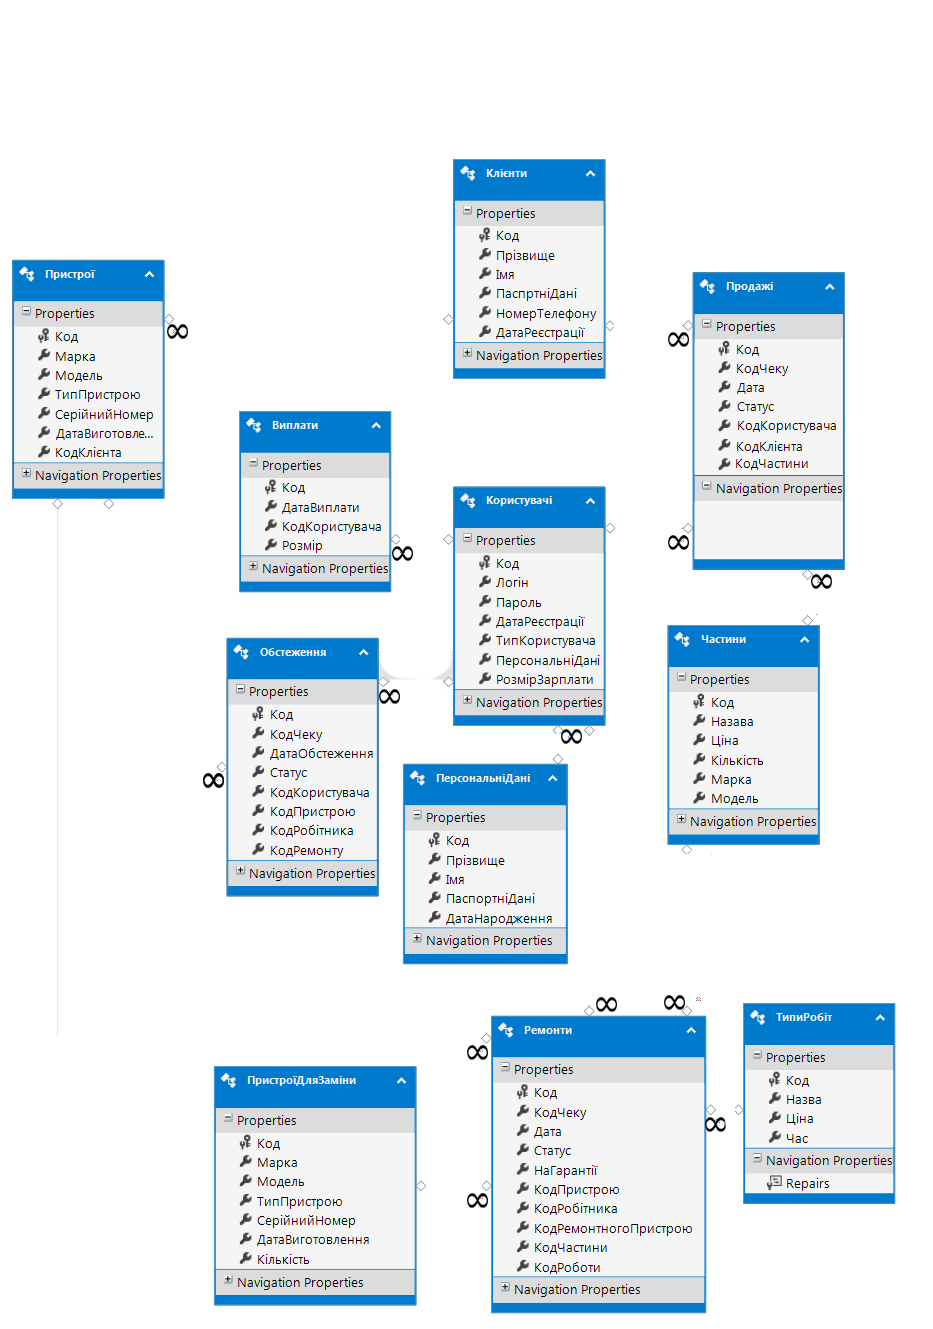 Клієнти
Properties
Код
Прізвище
Імя
ПаспртніДані
НомерТелефону
ДатаРеєстрації
Navigation Properties
Пристрої
Properties
Код
Марка
Модель
ТипПристрою
СерійнийНомер
ДатаВиготовле...
КодКлієнта
Navigation Properties
∞
Продажі
Properties
Код
КодЧеку
Дата
Статус
КодКористувача
КодКлієнта
КодЧастини
Navigation Properties
∞
∞
∞
Виплати
Properties
Код
ДатаВиплати
КодКористувача
Розмір
Navigation Properties
∞
Користувачі
Properties
Код
Логін
Пароль
ДатаРеєстрації
ТипКористувача
ПерсональніДані
РозмірЗарплати
Navigation Properties
∞
Частини
Properties
Код
Назава
Ціна
Кількість
Марка
Модель
Navigation Properties
Обстеження
Properties
Код
КодЧеку
ДатаОбстеження
Статус
КодКористувача
КодПристрою
КодРобітника
КодРемонту
Navigation Properties
∞
∞
ПерсональніДані
Properties
Код
Прізвище
Імя
ПаспортніДані
ДатаНародження
Navigation Properties
∞
∞
∞
∞
∞
Ремонти
Properties
Код
КодЧеку
Дата
Статус
НаГарантії
КодПристрою
КодРобітника
КодРемонтногоПристрою
КодЧастини
КодРоботи
Navigation Properties
ТипиРобіт
Properties
Код
Назва
Ціна
Час
Navigation Properties
Repairs
ПристроїДляЗаміни
Properties
Код
Марка
Модель
ТипПристрою
СерійнийНомер
ДатаВиготовлення
Кількість
Navigation Properties